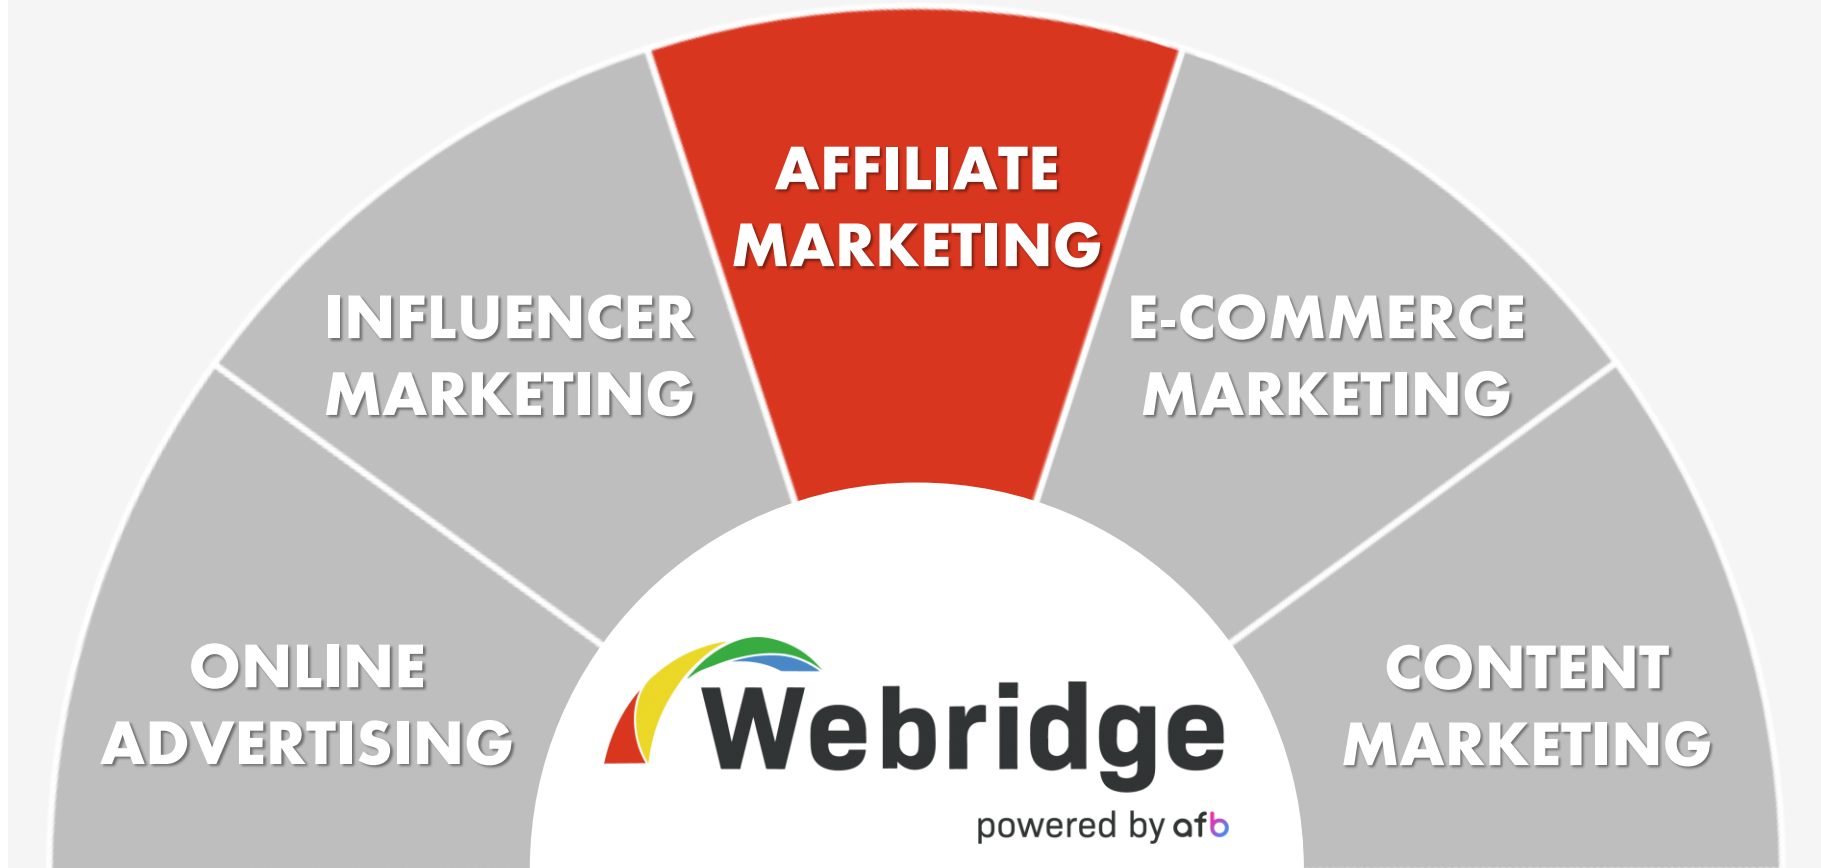 AFFILIATE
MARKETING
INFLUENCER
MARKETING
E-COMMERCE
MARKETING
ONLINE
ADVERTISING
CONTENT
MARKETING
Webridge
powered by afb